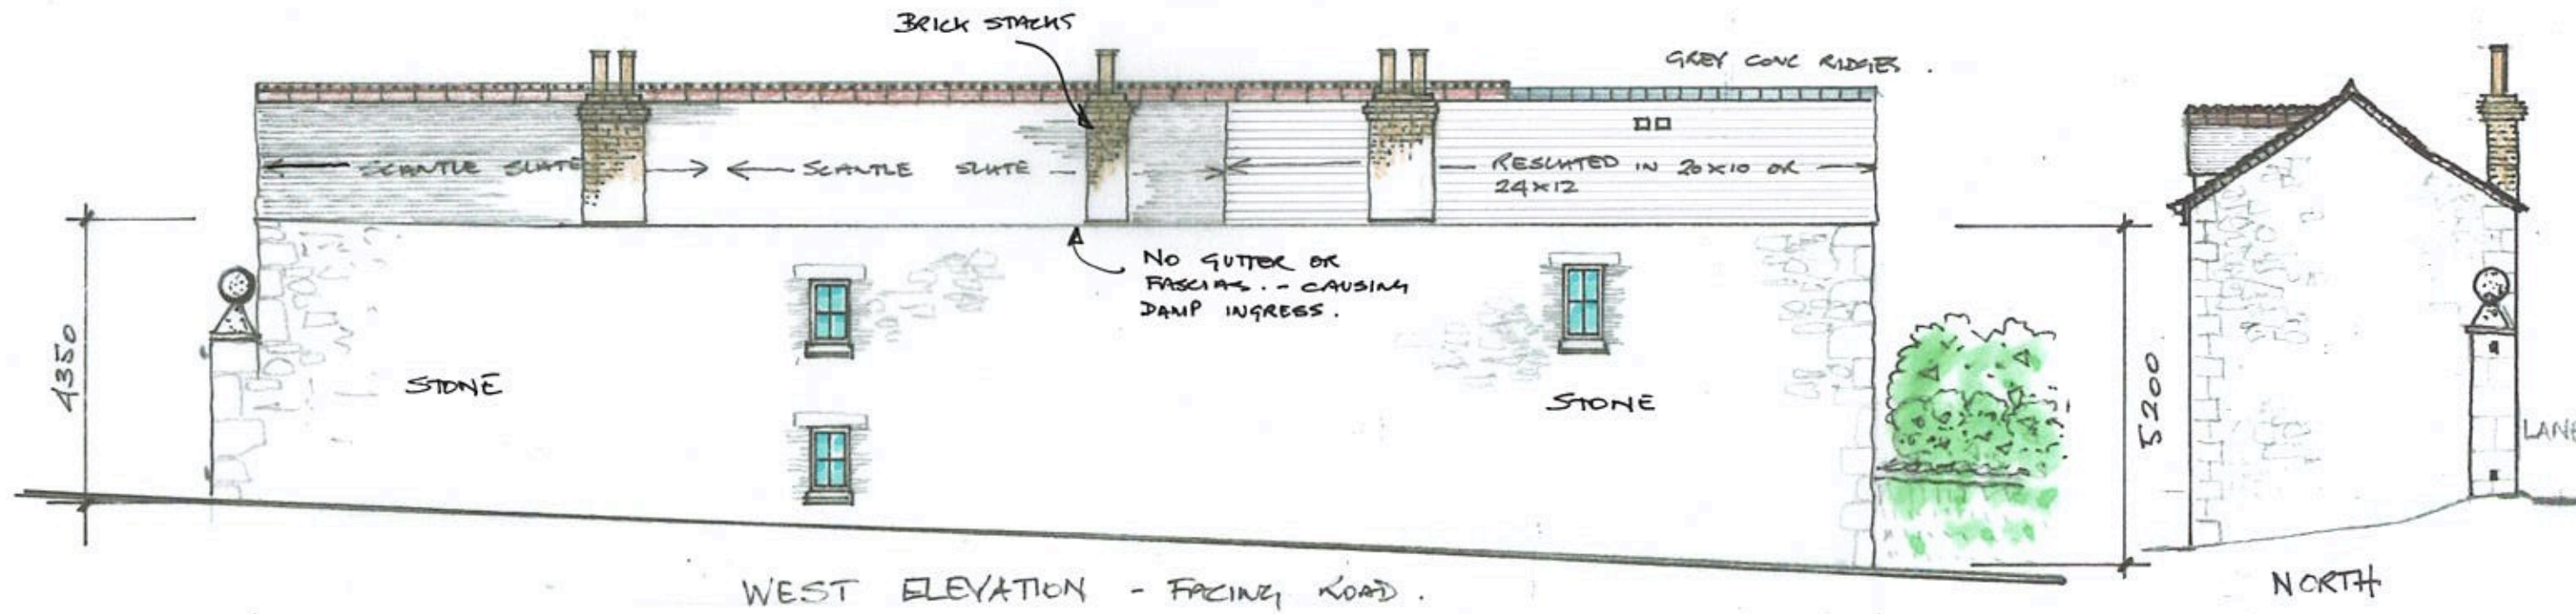 BRICK STACKS
GREY CONC RIDGES.
SCANTLE SLATE
SCANTLE SLATE
RESLATED IN 20x10 OR
24x12
NO GUTTER OR
FASCIAS. - CAUSING
DAMP INGRESS.
4350
STONE
STONE
5200
LANE
WEST ELEVATION - FACING ROAD.
NORTH